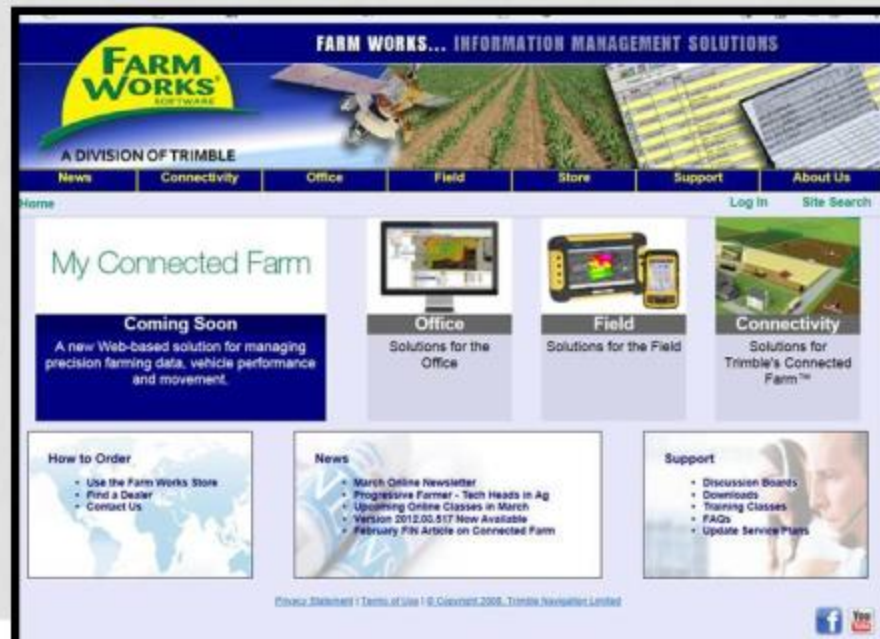 FARM WORKS... INFORMATION MANAGEMENT SOLUTIONS
FARM
WORKS
SOFTWARE
A DIVISION OF TRIMBLE
News Connectivity Office Field Store Support About Us
Home Log In Site Search
My Connected Farm
Coming Soon
A new Web-based solution for managing
precision farming data, vehicle performance
and movement.
Office
Solutions for the
Office
Field
Solutions for the Field
Connectivity
Solutions for
Trimble's Connected
Farm™
How to Order
• Use the Farm Works Store
• Find a Dealer
• Contact Us
News
• March Online Newsletter
• Progressive Farmer - Tech Heads in Ag
• Upcoming Online Classes in March
• Version 2012.00.517 Now Available
• February FIN Article on Connected Farm
Support
• Discussion Boards
• Downloads
• Training Classes
• FAQs
• Update Service Plans
Privacy Statement | Terms of Use | © Copyright 2008, Trimble Navigation Limited
f You